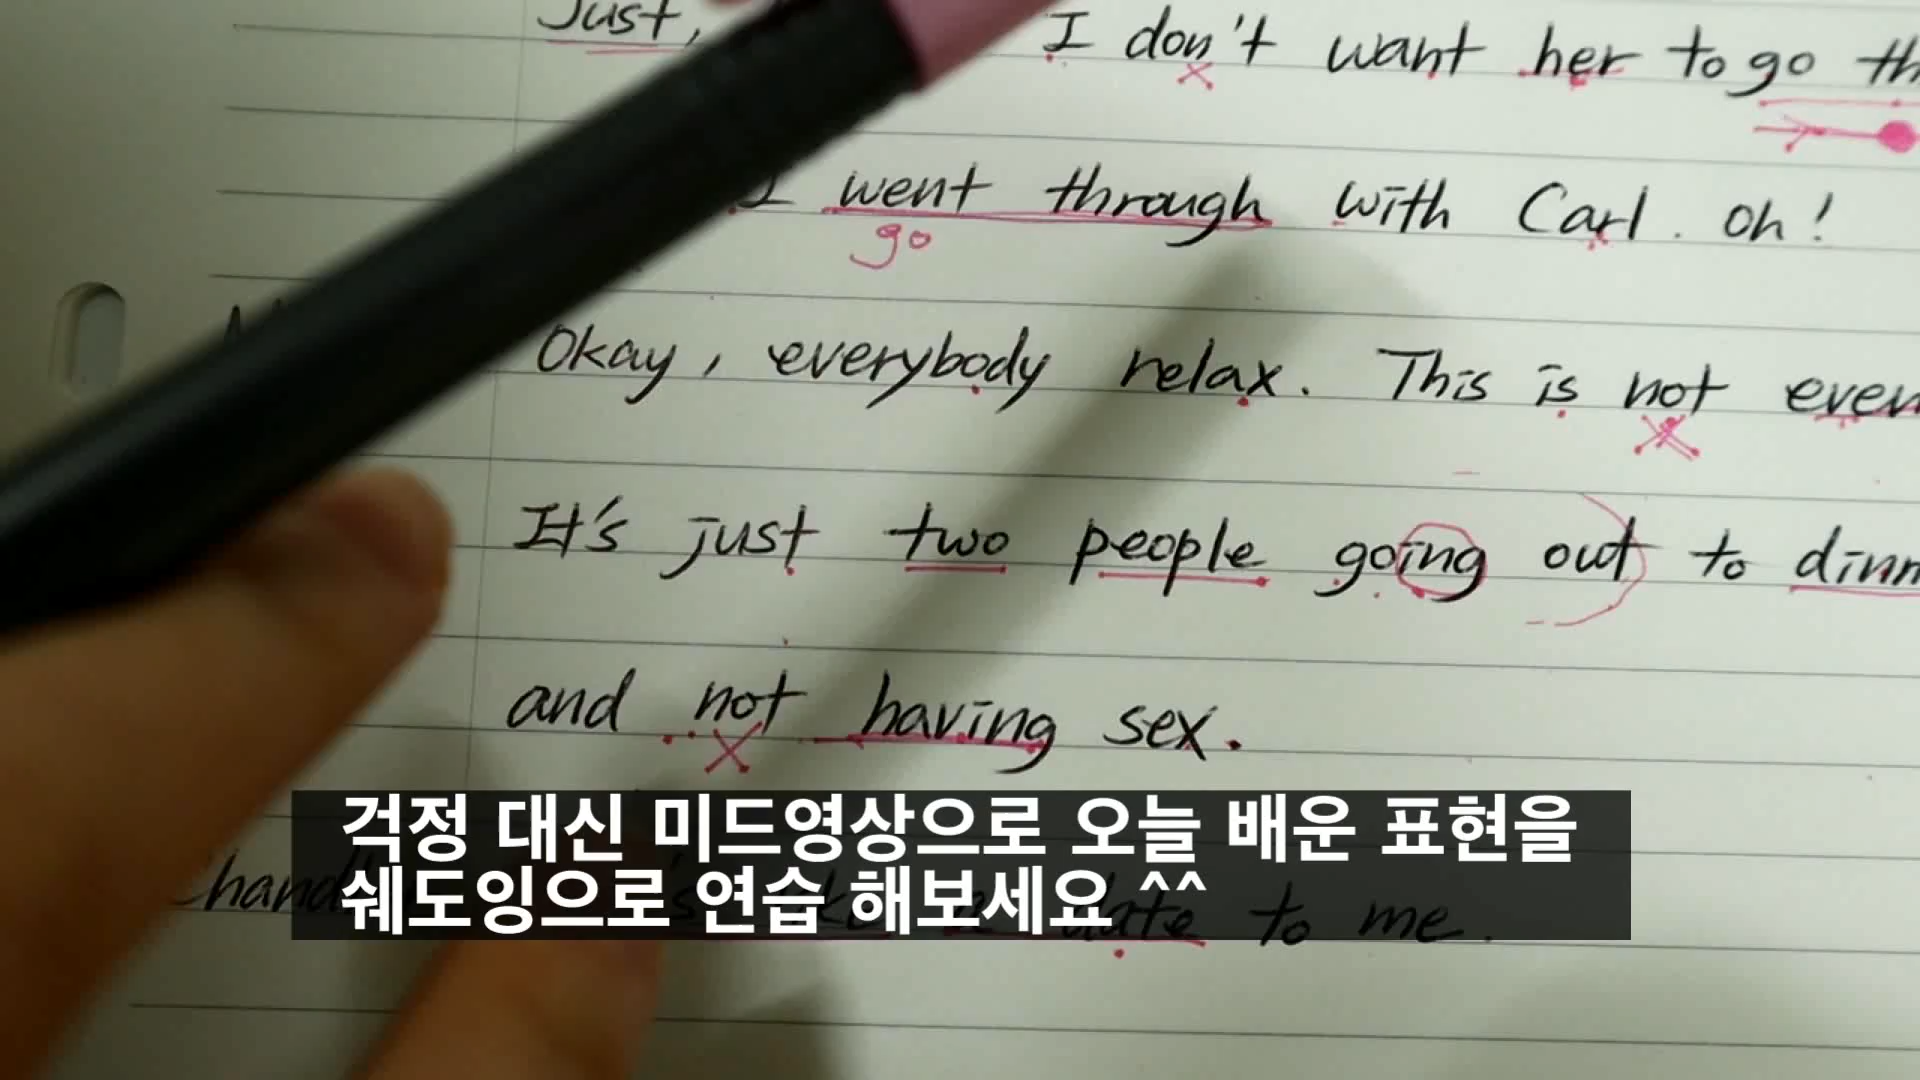 Just, I don't want her to go th
I went through with Carl. Oh!
go
Okay, everybody relax. This is not even
It's just two people going out to dinn
and not having sex.
걱정 대신 미드영상으로 오늘 배운 표현을
쉐도잉으로 연습 해보세요 ^^
date to me.